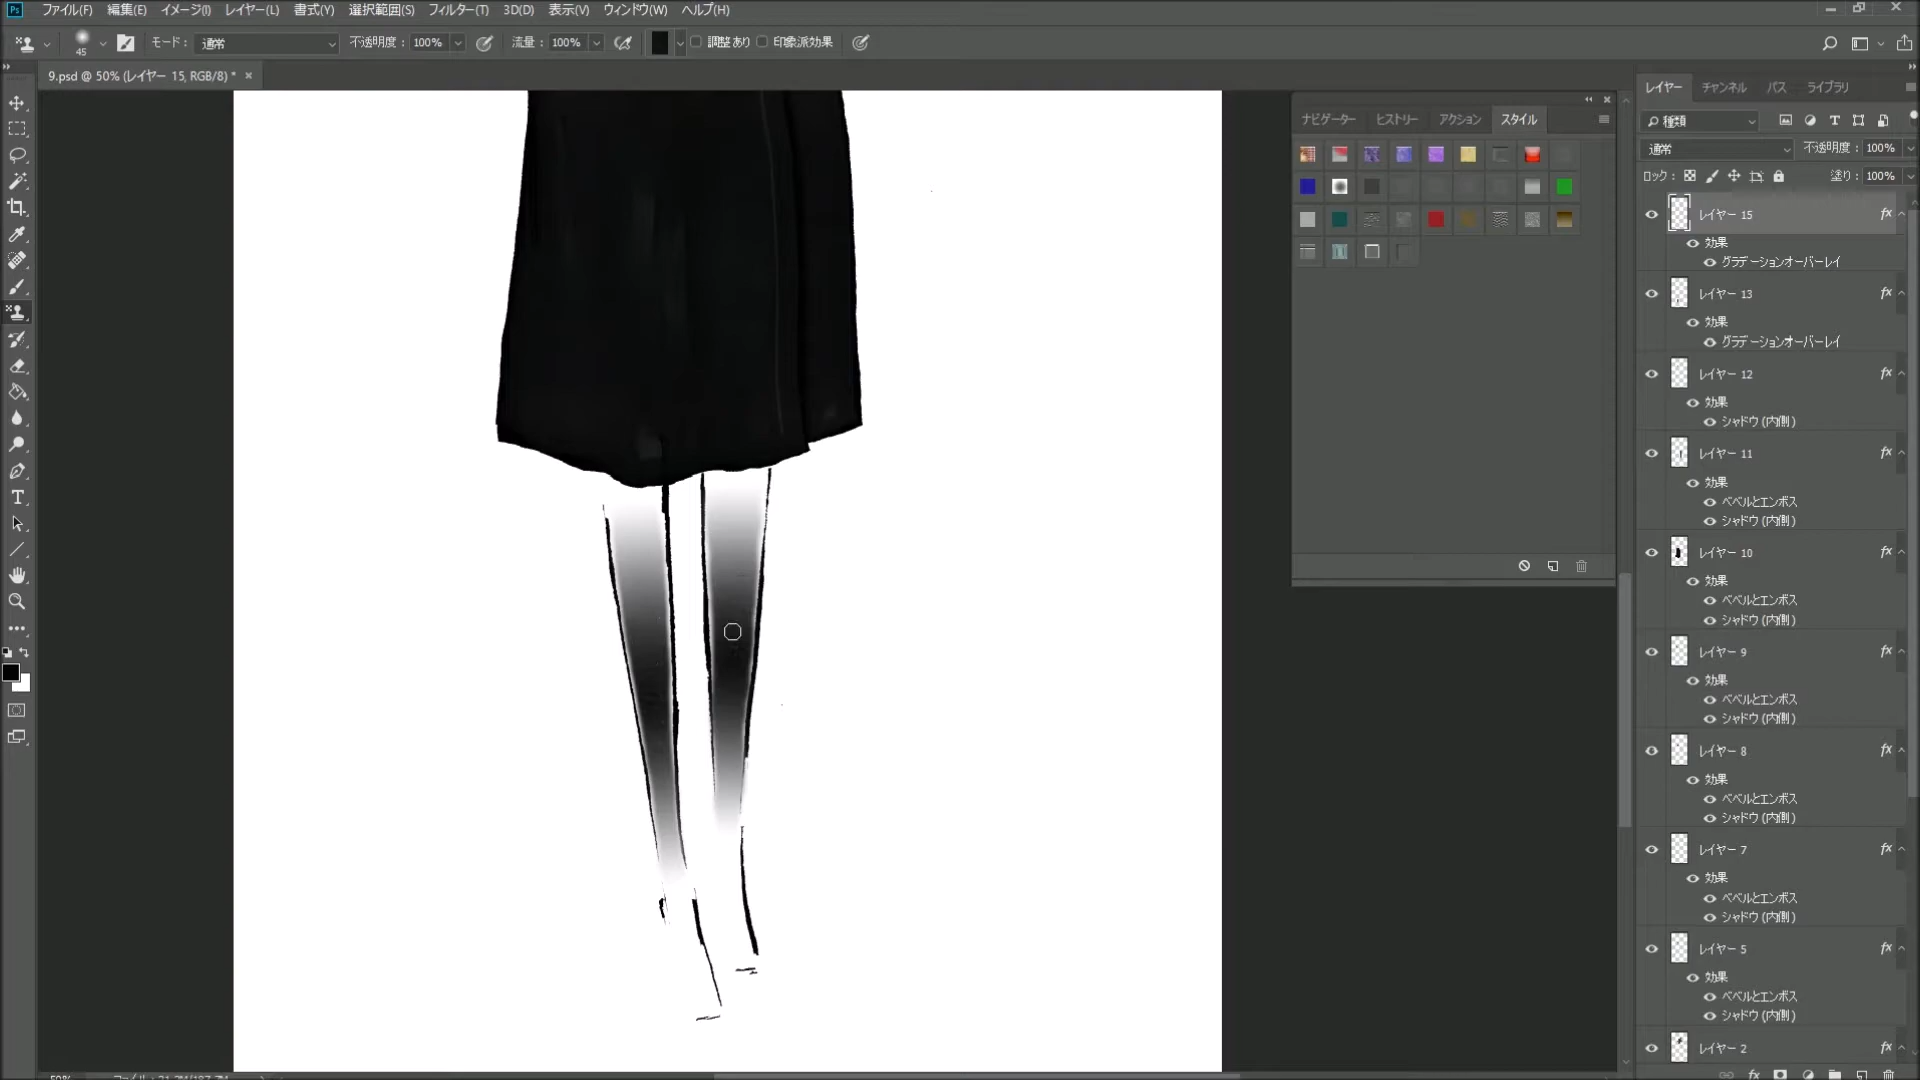 Ps ファイル(F) 編集(E) イメージ(I) レイヤー(L) 書式(Y) 選択範囲(S) フィルター(T) 3D(D) 表示(V) ウィンドウ(W) ヘルプ(H)
45 モード： 通常 不透明度： 100% 流量： 100% 調整あり 印象派効果
9.psd @ 50% (レイヤー 15, RGB/8) *
ナビゲーター ヒストリー アクション スタイル
レイヤー チャンネル パス ライブラリ
種類
通常 不透明度： 100%
ロック： 塗り： 100%
レイヤー 15 fx
効果
グラデーションオーバーレイ
レイヤー 13 fx
効果
グラデーションオーバーレイ
レイヤー 12 fx
効果
シャドウ (内側)
レイヤー 11 fx
効果
ベベルとエンボス
シャドウ (内側)
レイヤー 10 fx
効果
ベベルとエンボス
シャドウ (内側)
レイヤー 9 fx
効果
ベベルとエンボス
シャドウ (内側)
レイヤー 8 fx
効果
ベベルとエンボス
シャドウ (内側)
レイヤー 7 fx
効果
ベベルとエンボス
シャドウ (内側)
レイヤー 5 fx
効果
ベベルとエンボス
シャドウ (内側)
レイヤー 2 fx
fx